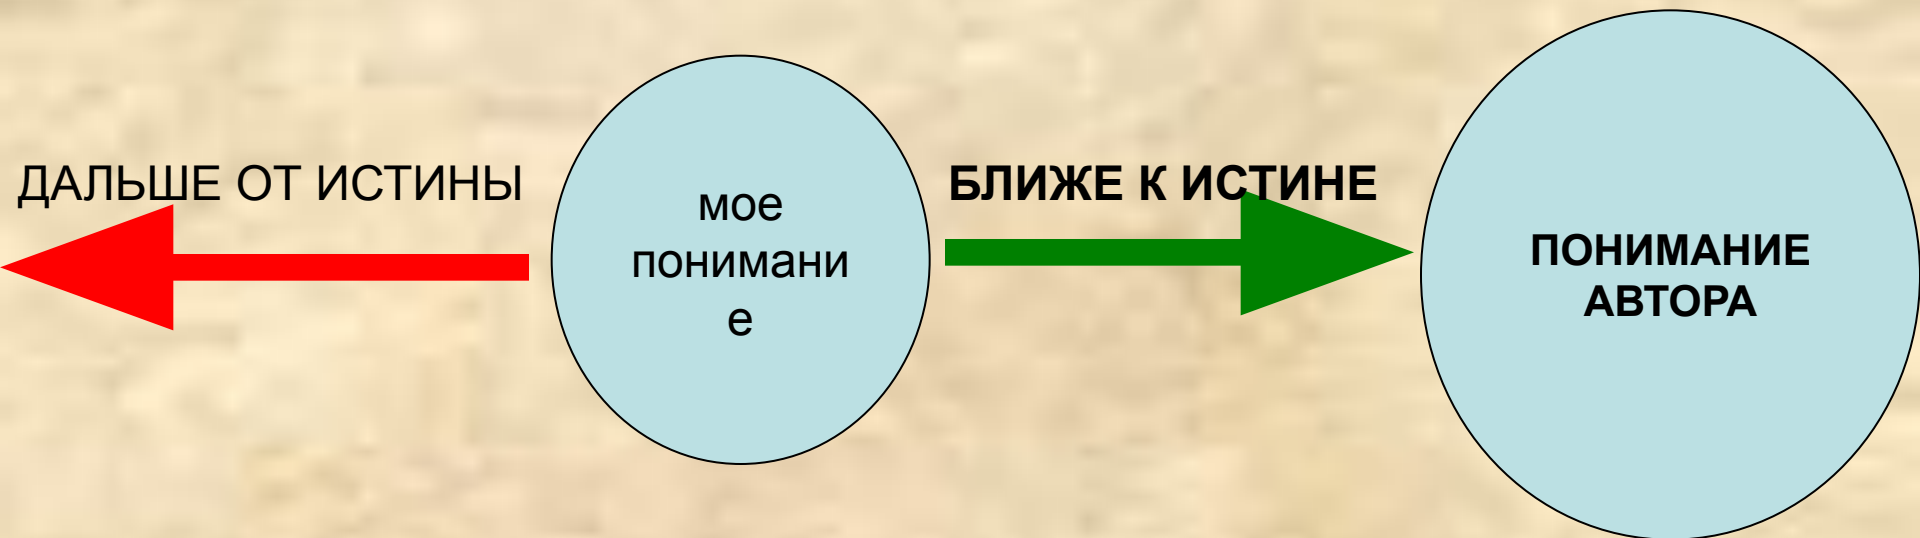 ДАЛЬШЕ ОТ ИСТИНЫ
мое
понимани
е
БЛИЖЕ К ИСТИНЕ
ПОНИМАНИЕ
АВТОРА